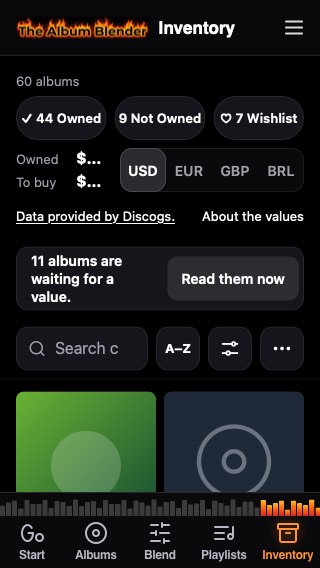 The Album Blender Inventory
60 albums
✓ 44 Owned 9 Not Owned ♡ 7 Wishlist
Owned $...
To buy $...
USD EUR GBP BRL
Data provided by Discogs. About the values
11 albums are
waiting for a
value.
Read them now
Search c
A–Z
Start Albums Blend Playlists Inventory